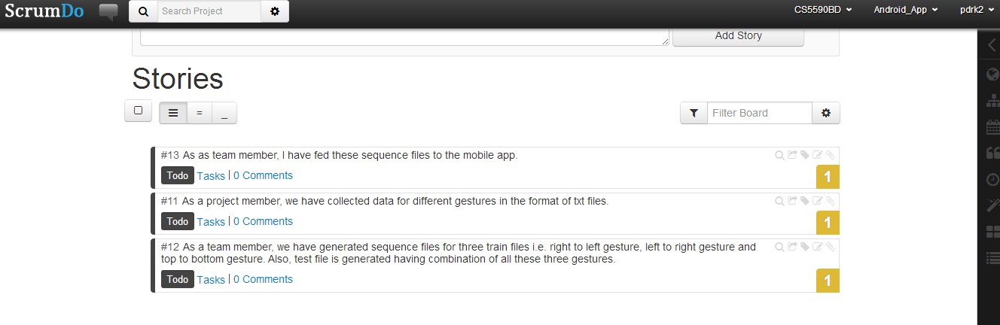 ScrumDo Search Project CS5590BD Android_App pdrk2
Add Story
Stories
= _ Filter Board
#13 As as team member, I have fed these sequence files to the mobile app.
Todo Tasks | 0 Comments 1
#11 As a project member, we have collected data for different gestures in the format of txt files.
Todo Tasks | 0 Comments 1
#12 As a team member, we have generated sequence files for three train files i.e. right to left gesture, left to right gesture and
top to bottom gesture. Also, test file is generated having combination of all these three gestures.
Todo Tasks | 0 Comments 1